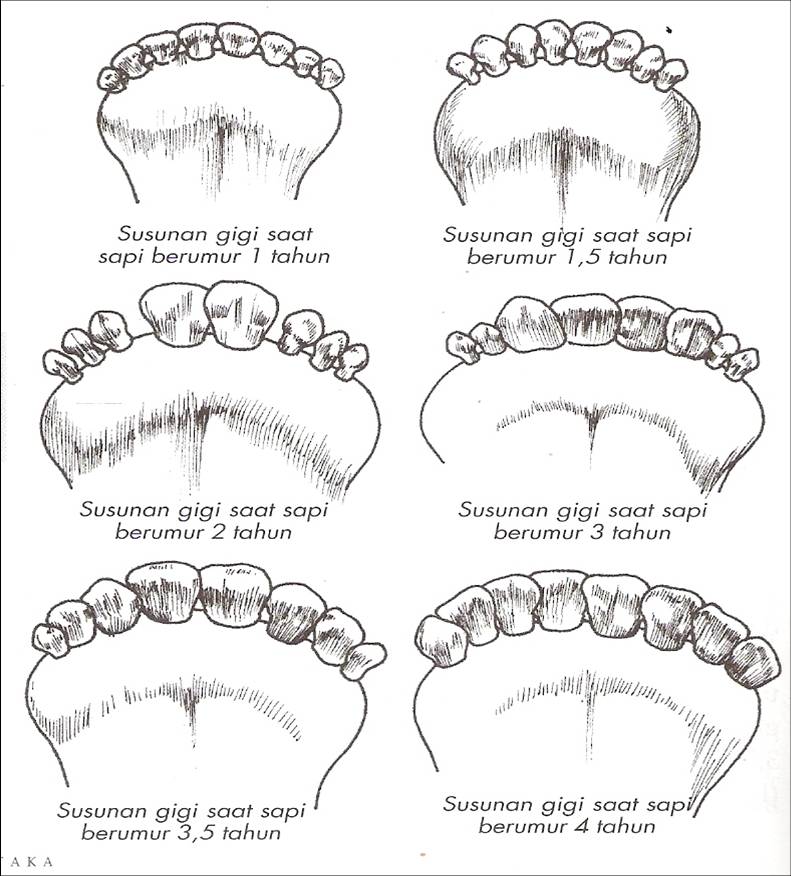 Susunan gigi saat
sapi berumur 1 tahun
Susunan gigi saat sapi
berumur 1,5 tahun
Susunan gigi saat sapi
berumur 2 tahun
Susunan gigi saat sapi
berumur 3 tahun
Susunan gigi saat sapi
berumur 3,5 tahun
Susunan gigi saat sapi
berumur 4 tahun
AKA